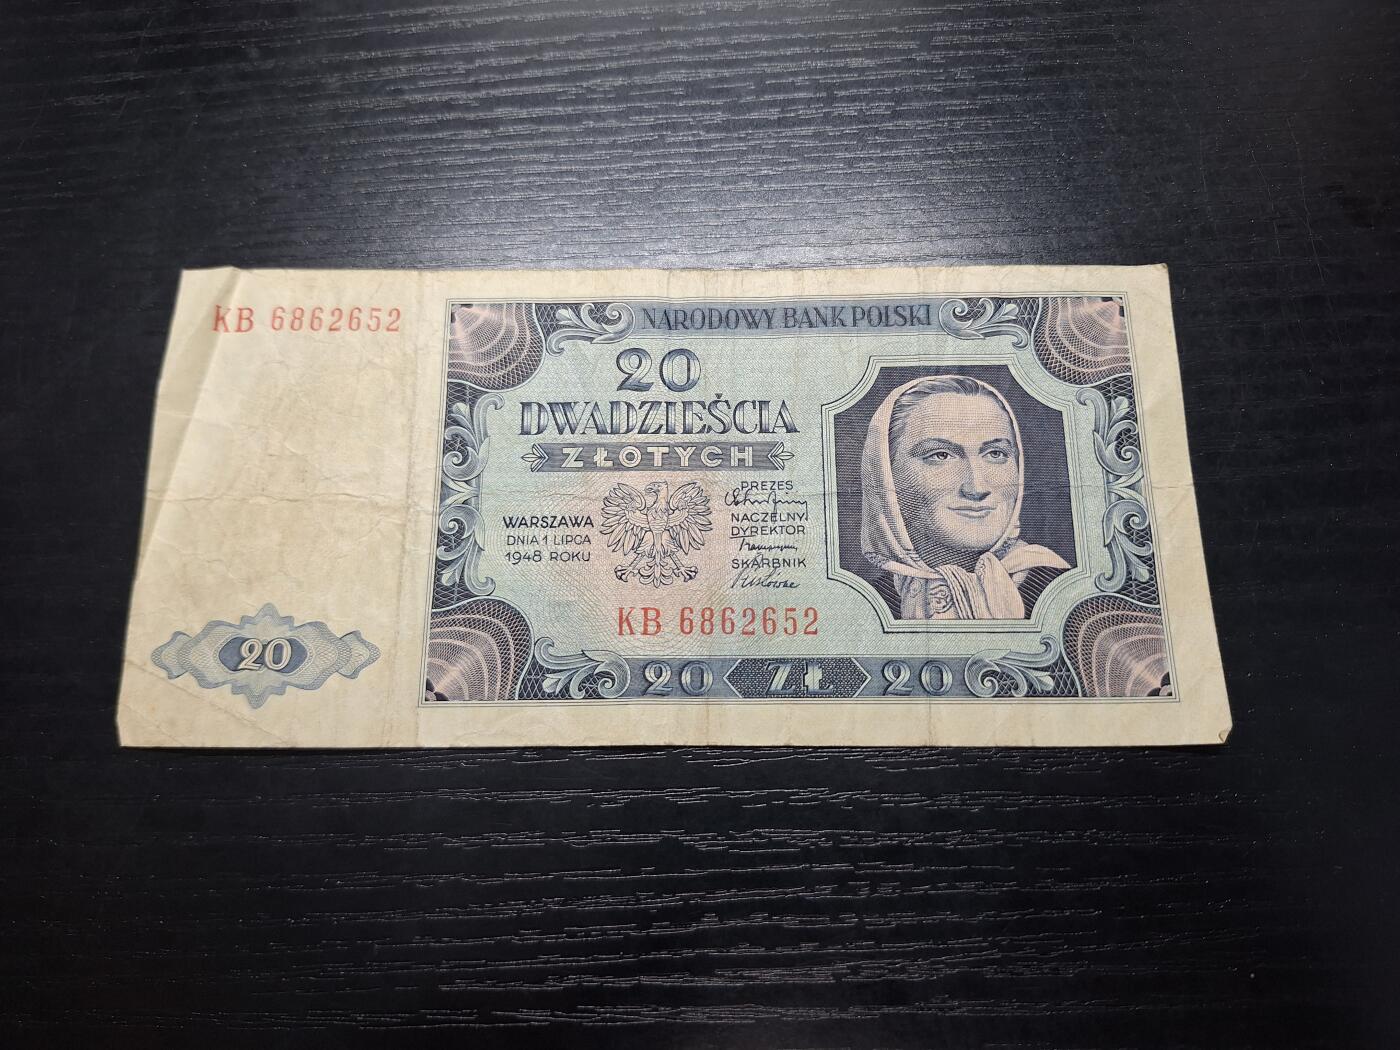 KB 6862652
NARODOWY BANK POLSKI
20
DWADZIEŚCIA
ZŁOTYCH
WARSZAWA
DNIA 1 LIPCA
1948 ROKU
PREZES
NACZELNY
DYREKTOR
SKARBNIK
KB 6862652
20
20 ZŁ 20